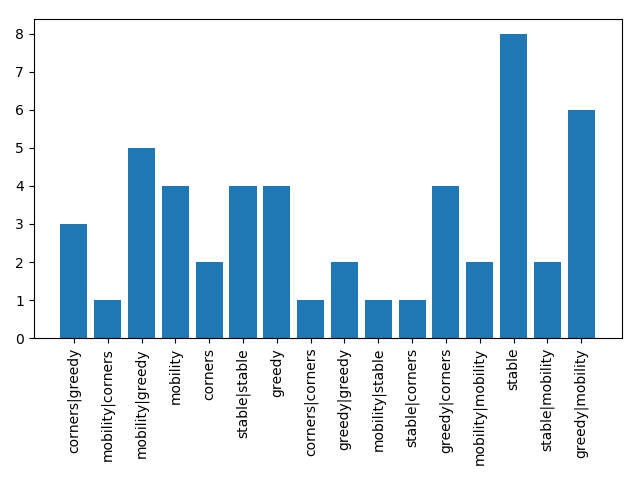 8
7
6
5
4
3
2
1
0
corners|greedy
mobility|corners
mobility|greedy
mobility
corners
stable|stable
greedy
corners|corners
greedy|greedy
mobility|stable
stable|corners
greedy|corners
mobility|mobility
stable
stable|mobility
greedy|mobility